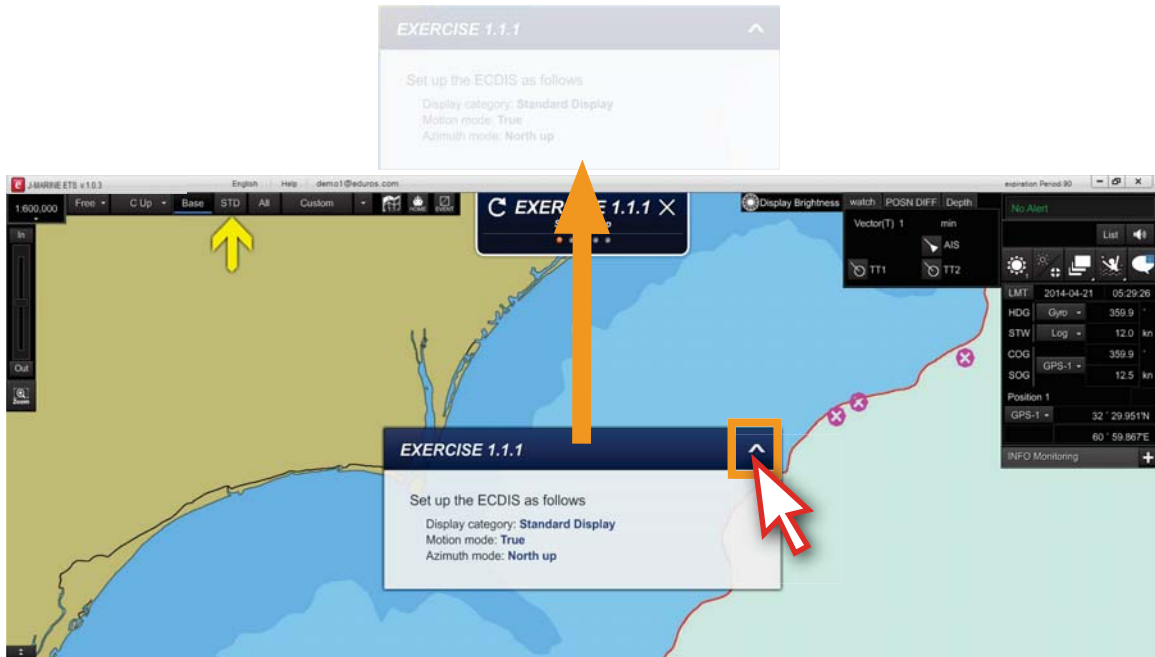 EXERCISE 1.1.1
Set up the ECDIS as follows
Display category: Standard Display
Motion mode: True
Azimuth mode: North up
J-MARINE ETS v.1.0.3
English
Help
demo1@eduros.com
expiration Period:90
1:600,000
Free
C Up
Base
STD
All
Custom
HOME
EVENT
EXER E 1.1.1
Display Brightness
watch
POSN DIFF
Depth
No Alert
Vector(T) 1 min
AIS
TT1
TT2
List
In
Out
Zoom
LMT 2014-04-21 05:29:26
HDG Gyro 359.9 °
STW Log 12.0 kn
COG 359.9 °
GPS-1
SOG 12.5 kn
Position 1
GPS-1 32 ° 29.951'N
60 ° 59.867'E
INFO Monitoring
EXERCISE 1.1.1
Set up the ECDIS as follows
Display category: Standard Display
Motion mode: True
Azimuth mode: North up